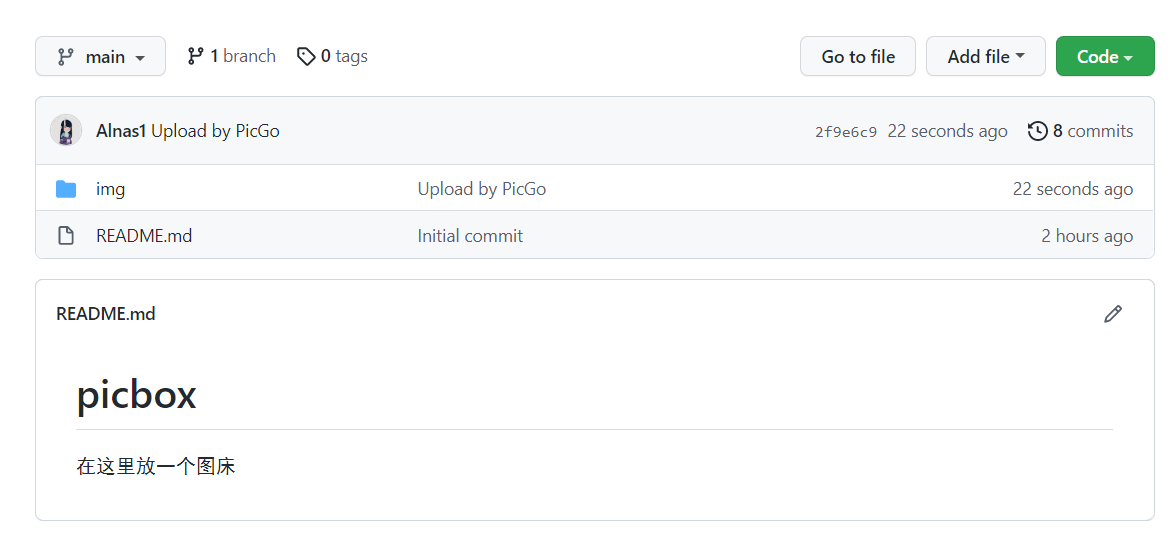 main 1 branch 0 tags Go to file Add file Code
Alnas1 Upload by PicGo 2f9e6c9 22 seconds ago 8 commits
img Upload by PicGo 22 seconds ago
README.md Initial commit 2 hours ago
README.md
picbox
在这里放一个图床